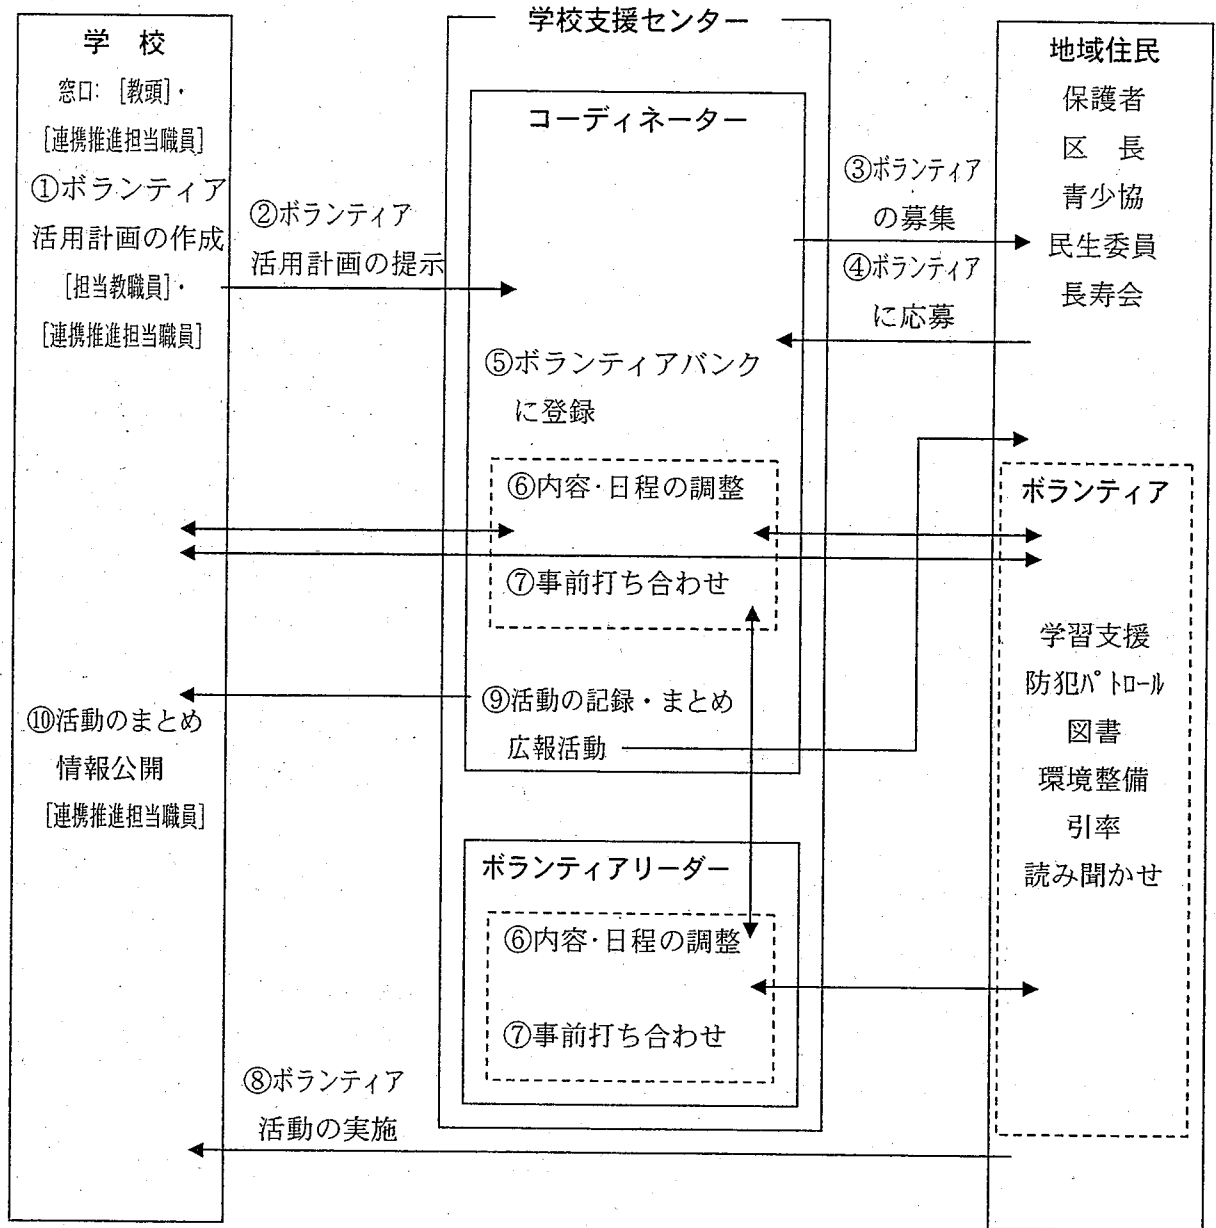 学　校
窓口: [教頭]・
[連携推進担当職員]
①ボランティア
活用計画の作成
[担当教職員]・
[連携推進担当職員]
⑩活動のまとめ
情報公開
[連携推進担当職員]
②ボランティア
活用計画の提示
⑧ボランティア
活動の実施
学校支援センター
コーディネーター
⑤ボランティアバンク
に登録
⑥内容・日程の調整
⑦事前打ち合わせ
⑨活動の記録・まとめ
広報活動
ボランティアリーダー
⑥内容・日程の調整
⑦事前打ち合わせ
③ボランティア
の募集
④ボランティア
に応募
地域住民
保護者
区　長
青少協
民生委員
長寿会
ボランティア
学習支援
防犯パトロール
図書
環境整備
引率
読み聞かせ